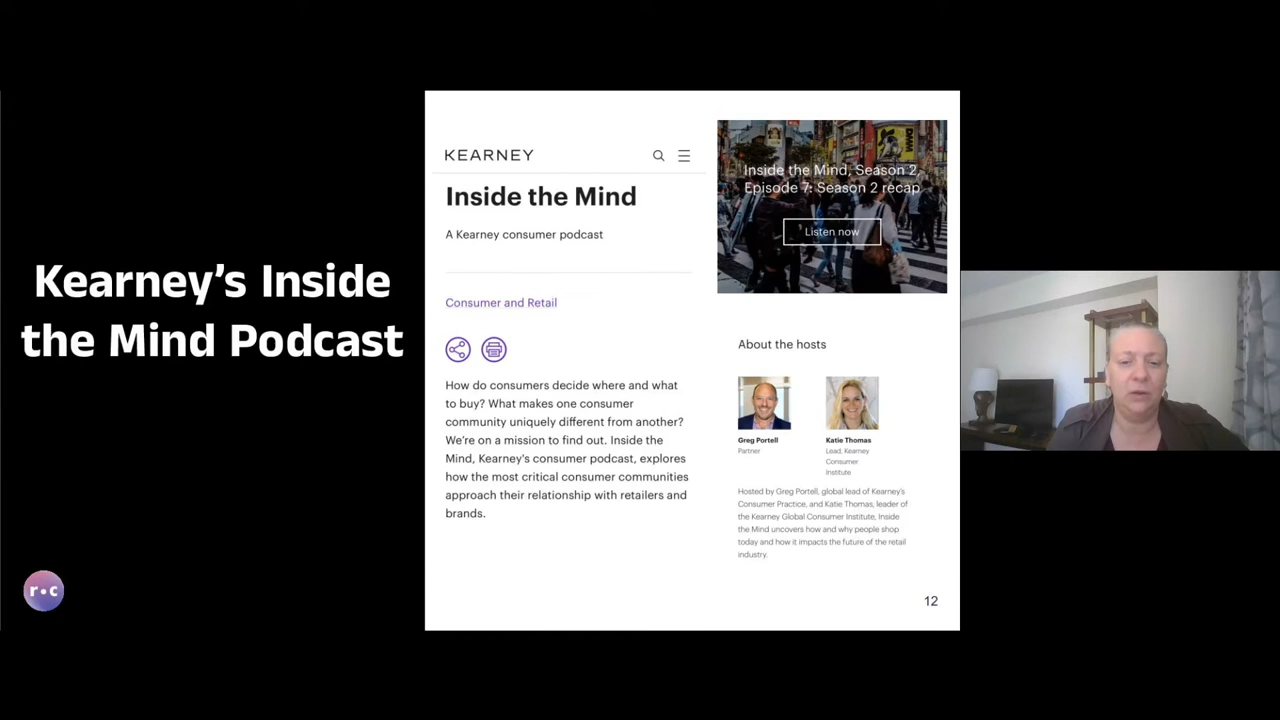 Kearney's Inside
the Mind Podcast
r•c
KEARNEY
Inside the Mind
A Kearney consumer podcast
Consumer and Retail
How do consumers decide where and what
to buy? What makes one consumer
community uniquely different from another?
We're on a mission to find out. Inside the
Mind, Kearney's consumer podcast, explores
how the most critical consumer communities
approach their relationship with retailers and
brands.
Inside the Mind, Season 2,
Episode 7: Season 2 recap
Listen now
About the hosts
Greg Portell
Partner
Katie Thomas
Lead, Kearney
Consumer
Institute
Hosted by Greg Portell, global lead of Kearney's
Consumer Practice, and Katie Thomas, leader of
the Kearney Global Consumer Institute, Inside
the Mind uncovers how and why people shop
today and how it impacts the future of the retail
industry.
12